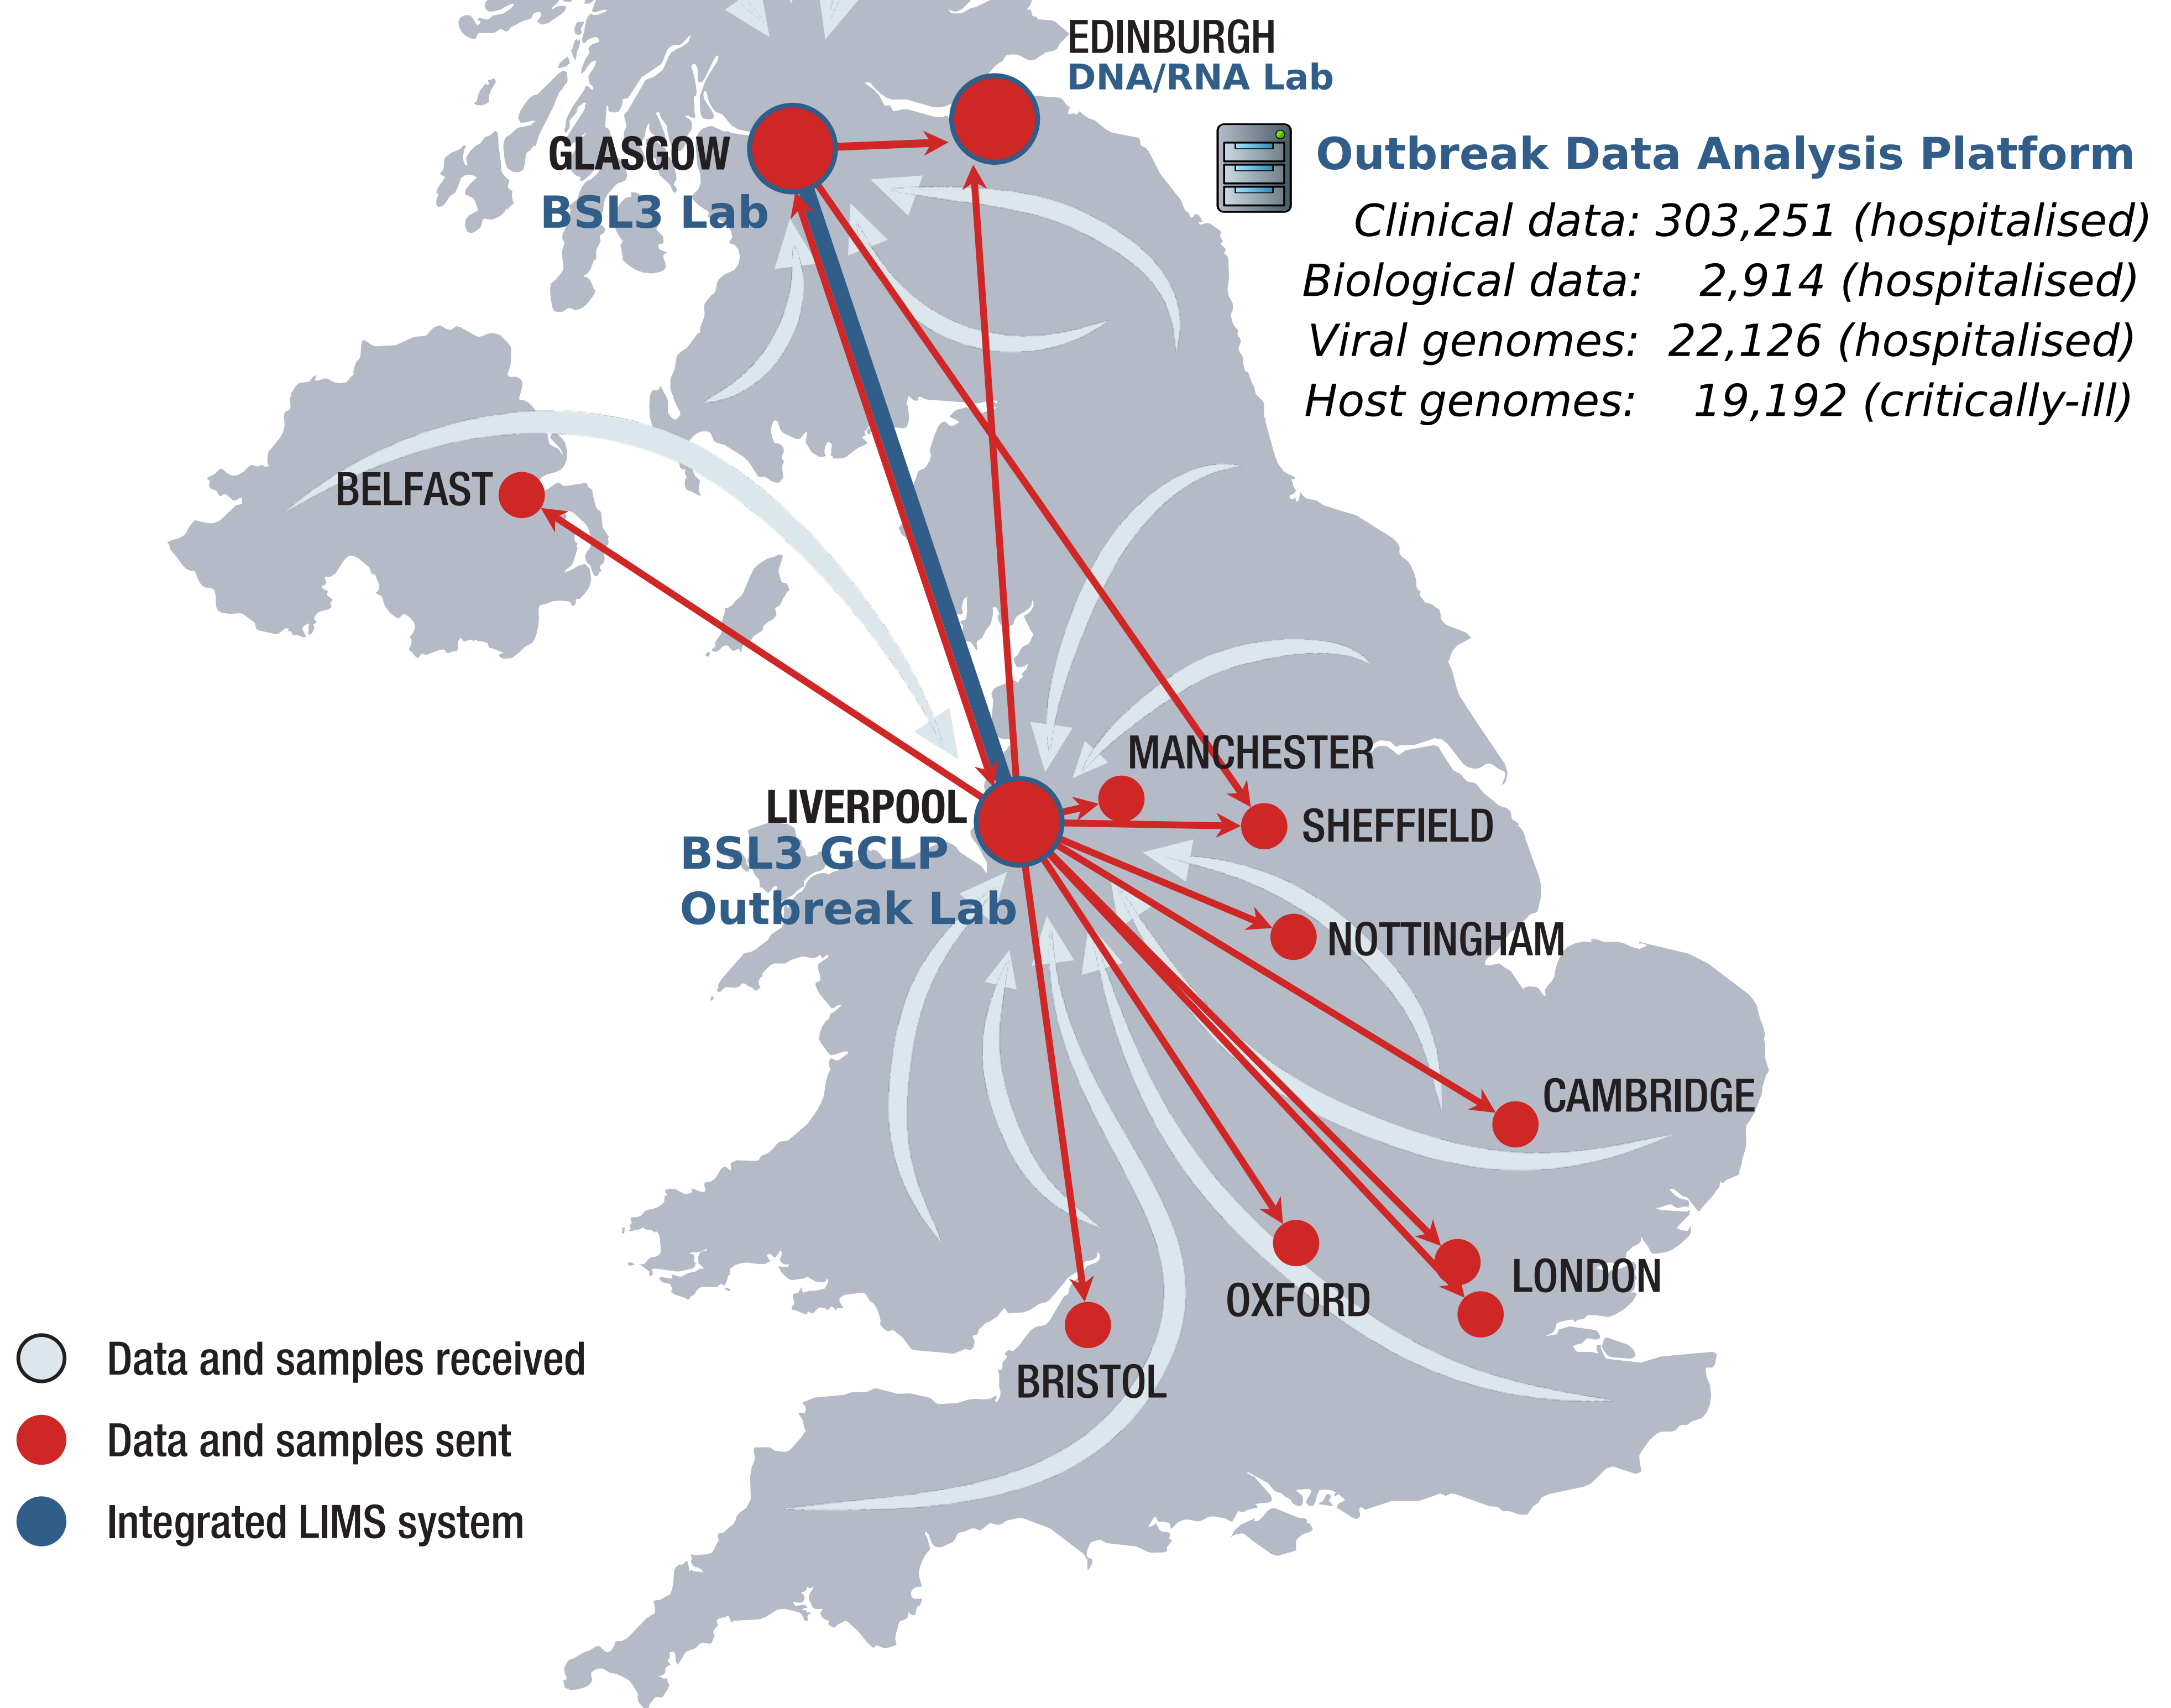 EDINBURGH
DNA/RNA Lab
GLASGOW
BSL3 Lab
Outbreak Data Analysis Platform
Clinical data: 303,251 (hospitalised)
Biological data: 2,914 (hospitalised)
Viral genomes: 22,126 (hospitalised)
Host genomes: 19,192 (critically-ill)
BELFAST
MANCHESTER
LIVERPOOL
BSL3 GCLP
Outbreak Lab
SHEFFIELD
NOTTINGHAM
CAMBRIDGE
LONDON
OXFORD
BRISTOL
Data and samples received
Data and samples sent
Integrated LIMS system